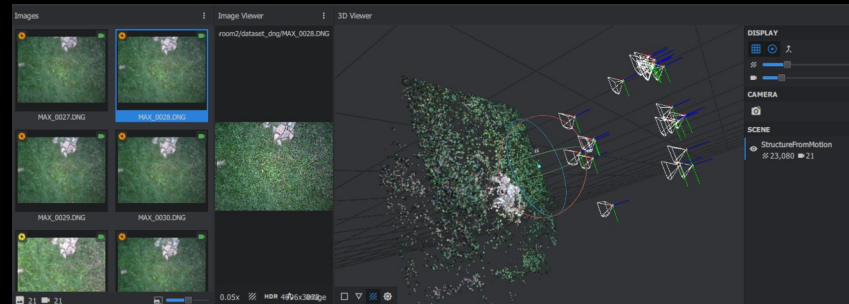 Images
Image Viewer
3D Viewer
room2/dataset_dng/MAX_0028.DNG
MAX_0027.DNG
MAX_0028.DNG
MAX_0029.DNG
MAX_0030.DNG
21
21
0.05x
HDR
DISPLAY
CAMERA
SCENE
StructureFromMotion
23,080
21